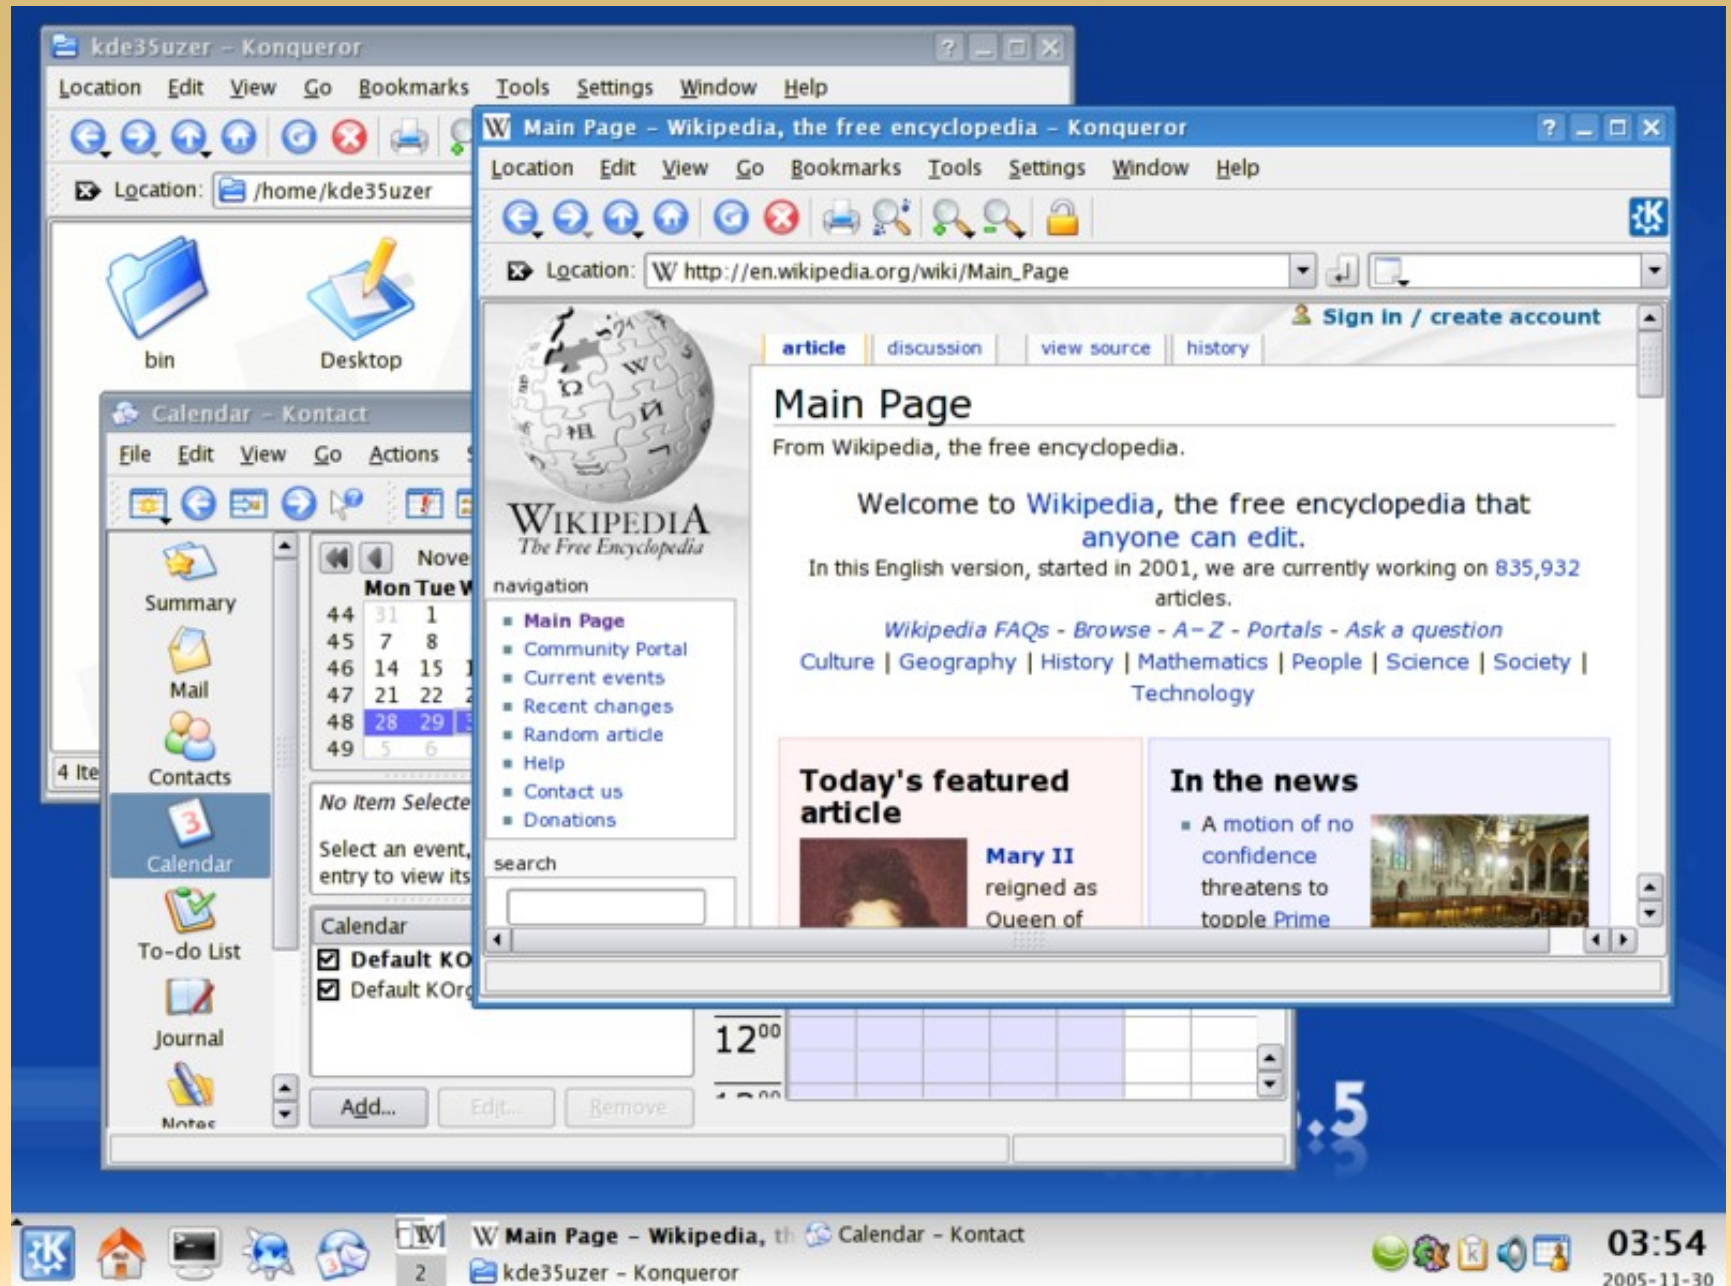 kde35uzer – Konqueror
Location Edit View Go Bookmarks Tools Settings Window Help
Location: /home/kde35uzer
bin
Desktop
4 Ite
Calendar – Kontact
File Edit View Go Actions
Summary
Mail
Contacts
Calendar
To-do List
Journal
Notes
Nove
Mon Tue W
44 31 1
45 7 8
46 14 15 1
47 21 22 2
48 28 29 3
49 5 6
No Item Selecte
Select an event,
entry to view its
Calendar
Default KO
Default KOrg
Add... Edit... Remove
12 00
Main Page – Wikipedia, the free encyclopedia – Konqueror
Location Edit View Go Bookmarks Tools Settings Window Help
Location: W http://en.wikipedia.org/wiki/Main_Page
WIKIPEDIA
The Free Encyclopedia
navigation
Main Page
Community Portal
Current events
Recent changes
Random article
Help
Contact us
Donations
search
Sign in / create account
article discussion view source history
Main Page
From Wikipedia, the free encyclopedia.
Welcome to Wikipedia, the free encyclopedia that
anyone can edit.
In this English version, started in 2001, we are currently working on 835,932
articles.
Wikipedia FAQs - Browse - A–Z - Portals - Ask a question
Culture | Geography | History | Mathematics | People | Science | Society |
Technology
Today's featured
article
Mary II
reigned as
Queen of
In the news
A motion of no
confidence
threatens to
topple Prime
.5
2
W Main Page – Wikipedia, th
Calendar – Kontact
kde35uzer – Konqueror
03:54
2005-11-30